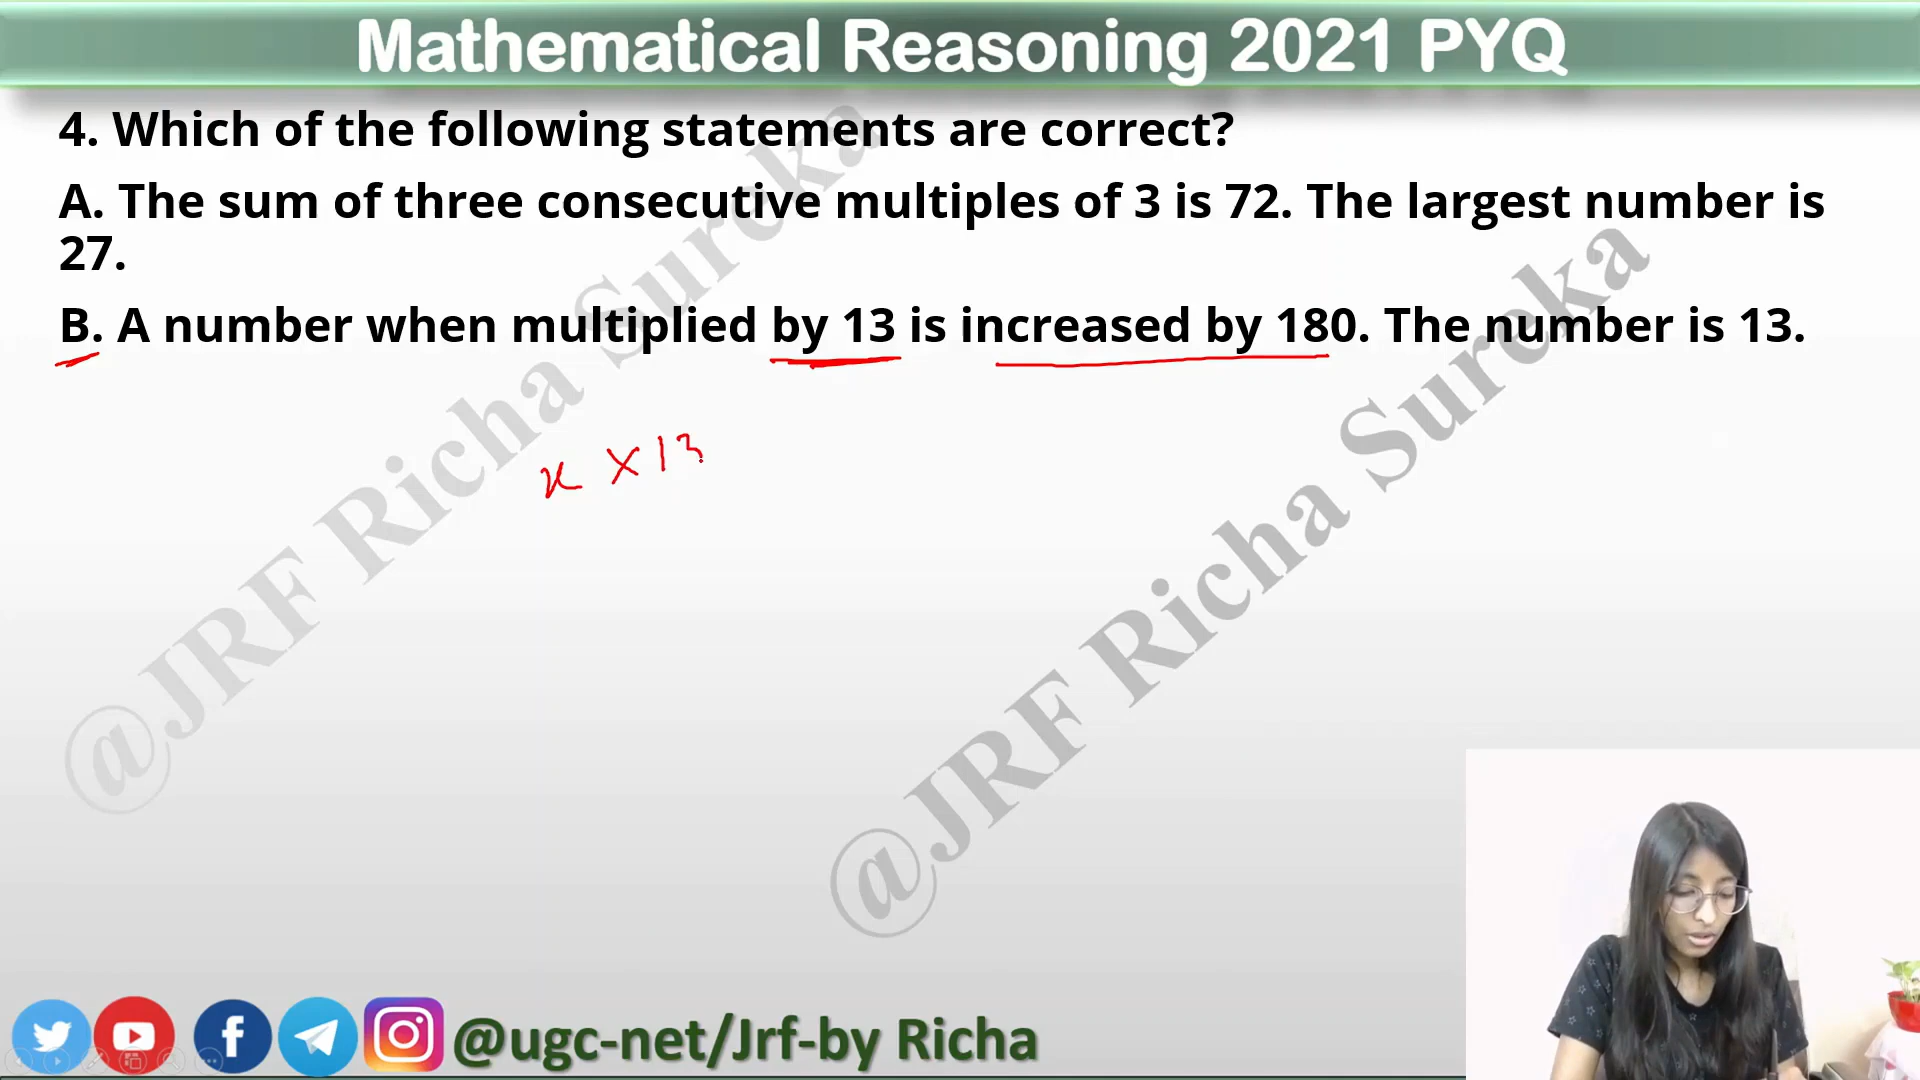 Mathematical Reasoning 2021 PYQ
4. Which of the following statements are correct?
A. The sum of three consecutive multiples of 3 is 72. The largest number is
27.
B. A number when multiplied by 13 is increased by 180. The number is 13.
x × 13
@JRF Richa Sureka
@JRF Richa Sureka
@ugc-net/Jrf-by Richa